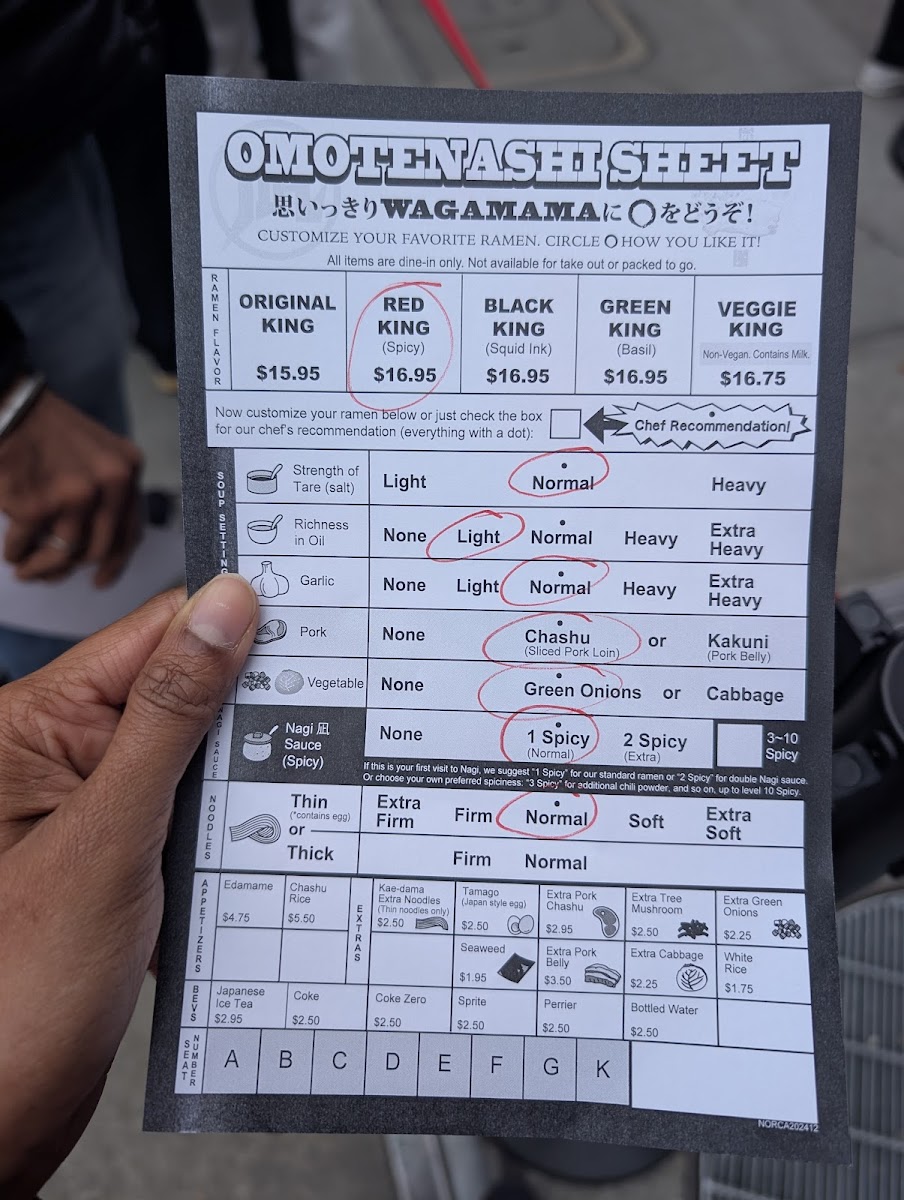 OMOTENASHI SHEET
思いっきりWAGAMAMAに〇をどうぞ!
CUSTOMIZE YOUR FAVORITE RAMEN. CIRCLE O HOW YOU LIKE IT!
All items are dine-in only. Not available for take out or packed to go.
RAMEN FLAVOR
ORIGINAL KING
$15.95
RED KING
(Spicy)
$16.95
BLACK KING
(Squid Ink)
$16.95
GREEN KING
(Basil)
$16.95
VEGGIE KING
Non-Vegan. Contains Milk.
$16.75
Now customize your ramen below or just check the box
for our chef's recommendation (everything with a dot):
Chef Recommendation!
SOUP SETTING
Strength of Tare (salt)
Light Normal Heavy
Richness in Oil
None Light Normal Heavy Extra Heavy
Garlic
None Light Normal Heavy Extra Heavy
Pork
None Chashu (Sliced Pork Loin) or Kakuni (Pork Belly)
Vegetable
None Green Onions or Cabbage
NAGI SAUCE
Nagi 凪 Sauce (Spicy)
None 1 Spicy (Normal) 2 Spicy (Extra) 3~10 Spicy
If this is your first visit to Nagi, we suggest "1 Spicy" for our standard ramen or "2 Spicy" for double Nagi sauce.
Or choose your own preferred spiciness: "3 Spicy" for additional chili powder, and so on, up to level 10 Spicy.
NOODLES
Thin (*contains egg)
or
Thick
Extra Firm Firm Normal Soft Extra Soft
Firm Normal
APPETIZERS
Edamame
$4.75
Chashu Rice
$5.50
EXTRAS
Kae-dama Extra Noodles (Thin noodles only)
$2.50
Tamago (Japan style egg)
$2.50
Extra Pork Chashu
$2.95
Extra Tree Mushroom
$2.50
Extra Green Onions
$2.25
Seaweed
$1.95
Extra Pork Belly
$3.50
Extra Cabbage
$2.25
White Rice
$1.75
BEVS
Japanese Ice Tea
$2.95
Coke
$2.50
Coke Zero
$2.50
Sprite
$2.50
Perrier
$2.50
Bottled Water
$2.50
SEAT NUMBER
A B C D E F G K
NORCA202412